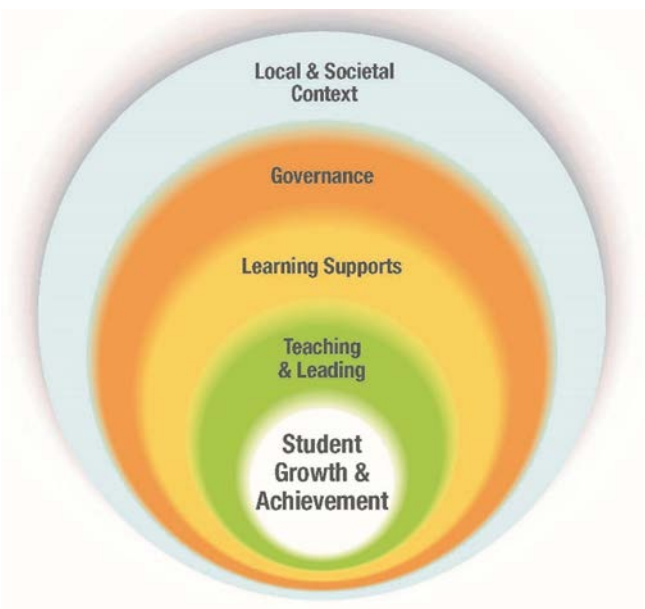 Local & Societal
Context
Governance
Learning Supports
Teaching
& Leading
Student
Growth &
Achievement